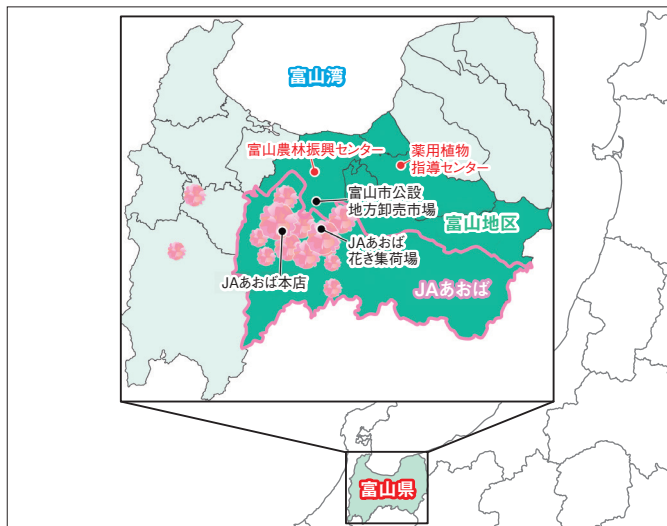 富山湾
富山農林振興センター
薬用植物
指導センター
富山市公設
地方卸売市場
富山地区
JAあおば
花き集荷場
JAあおば本店
JAあおば
富山県